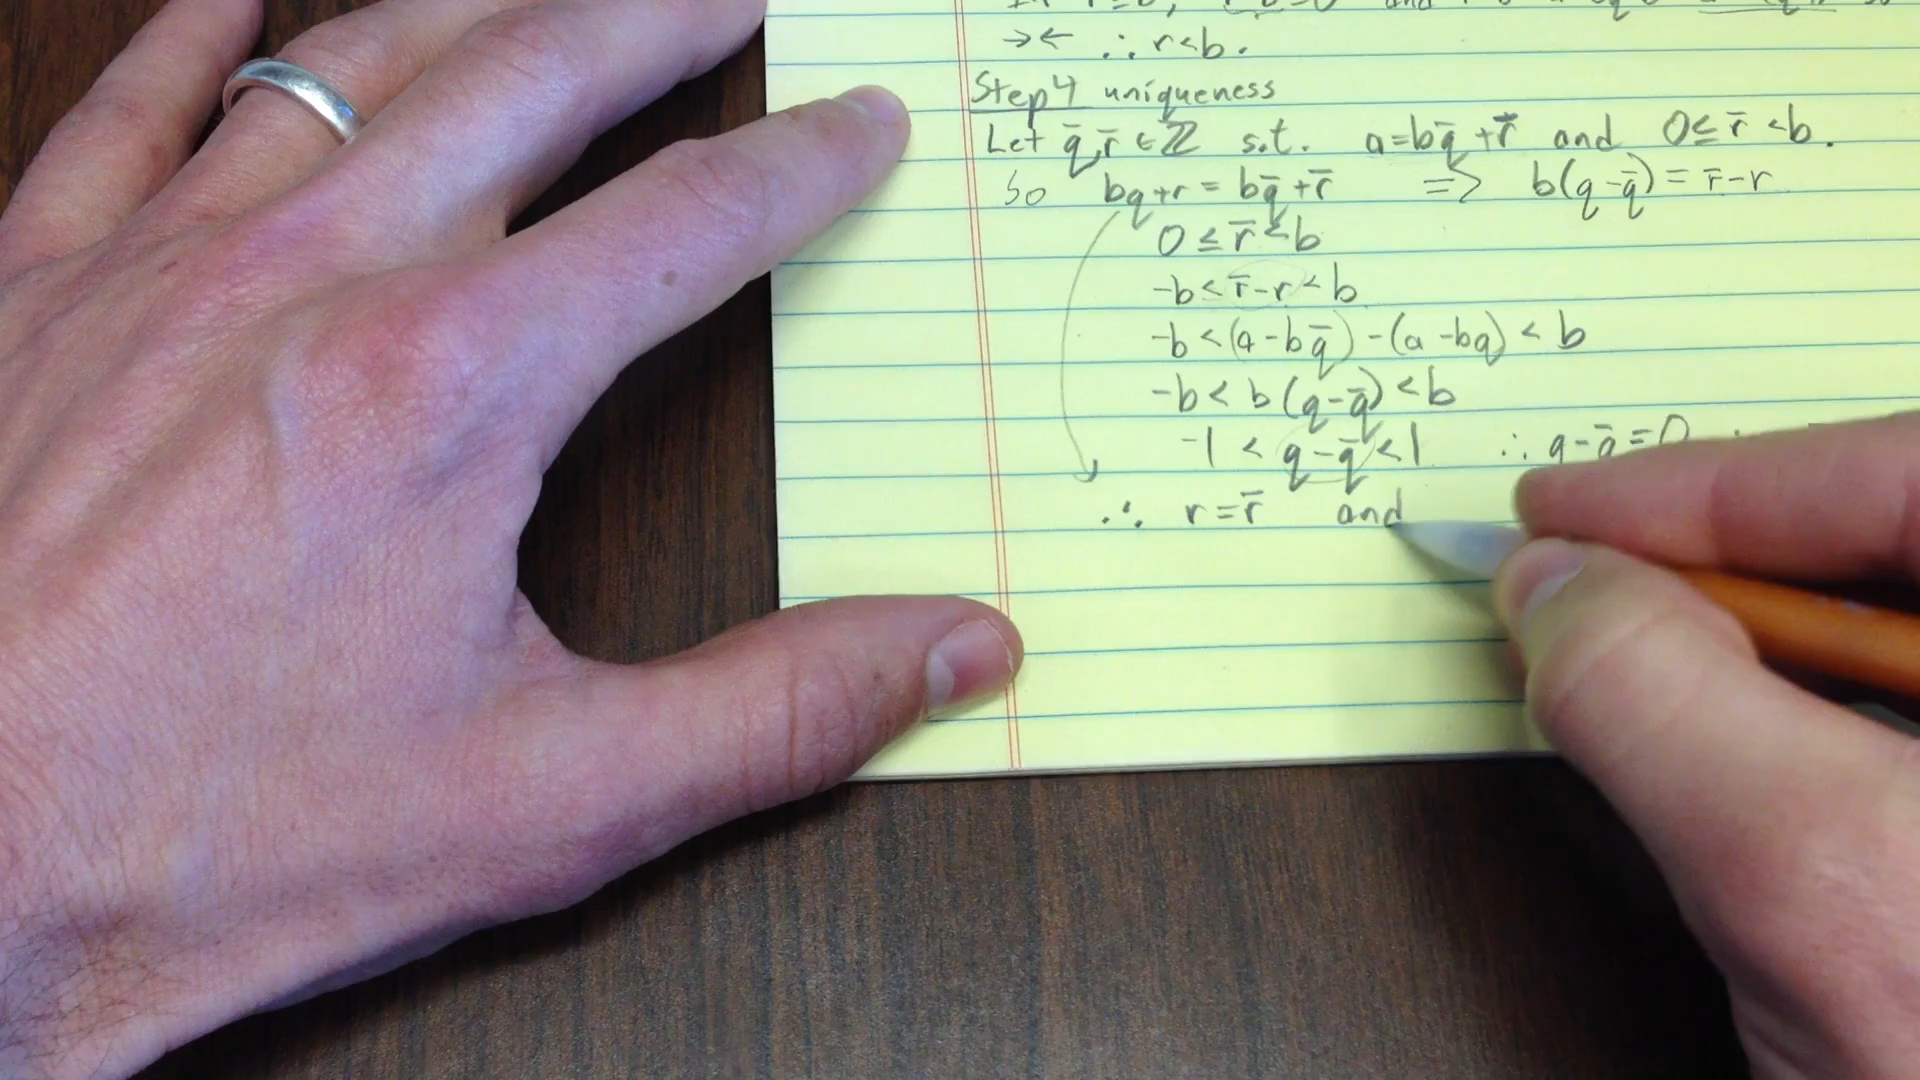 →← ∴ r<b.
Step 4 uniqueness
Let q̄, r̄ ∈ ℤ s.t. a=bq̄+r̄ and 0≤ r̄ <b.
So bq+r = bq̄+r̄ => b(q-q̄) = r̄-r
0 ≤ r̄ < b
-b < r̄-r < b
-b < (a-bq̄) - (a-bq) < b
-b < b(q-q̄) < b
-1 < q-q̄ < 1 ∴ q-q̄=0
∴ r=r̄ and